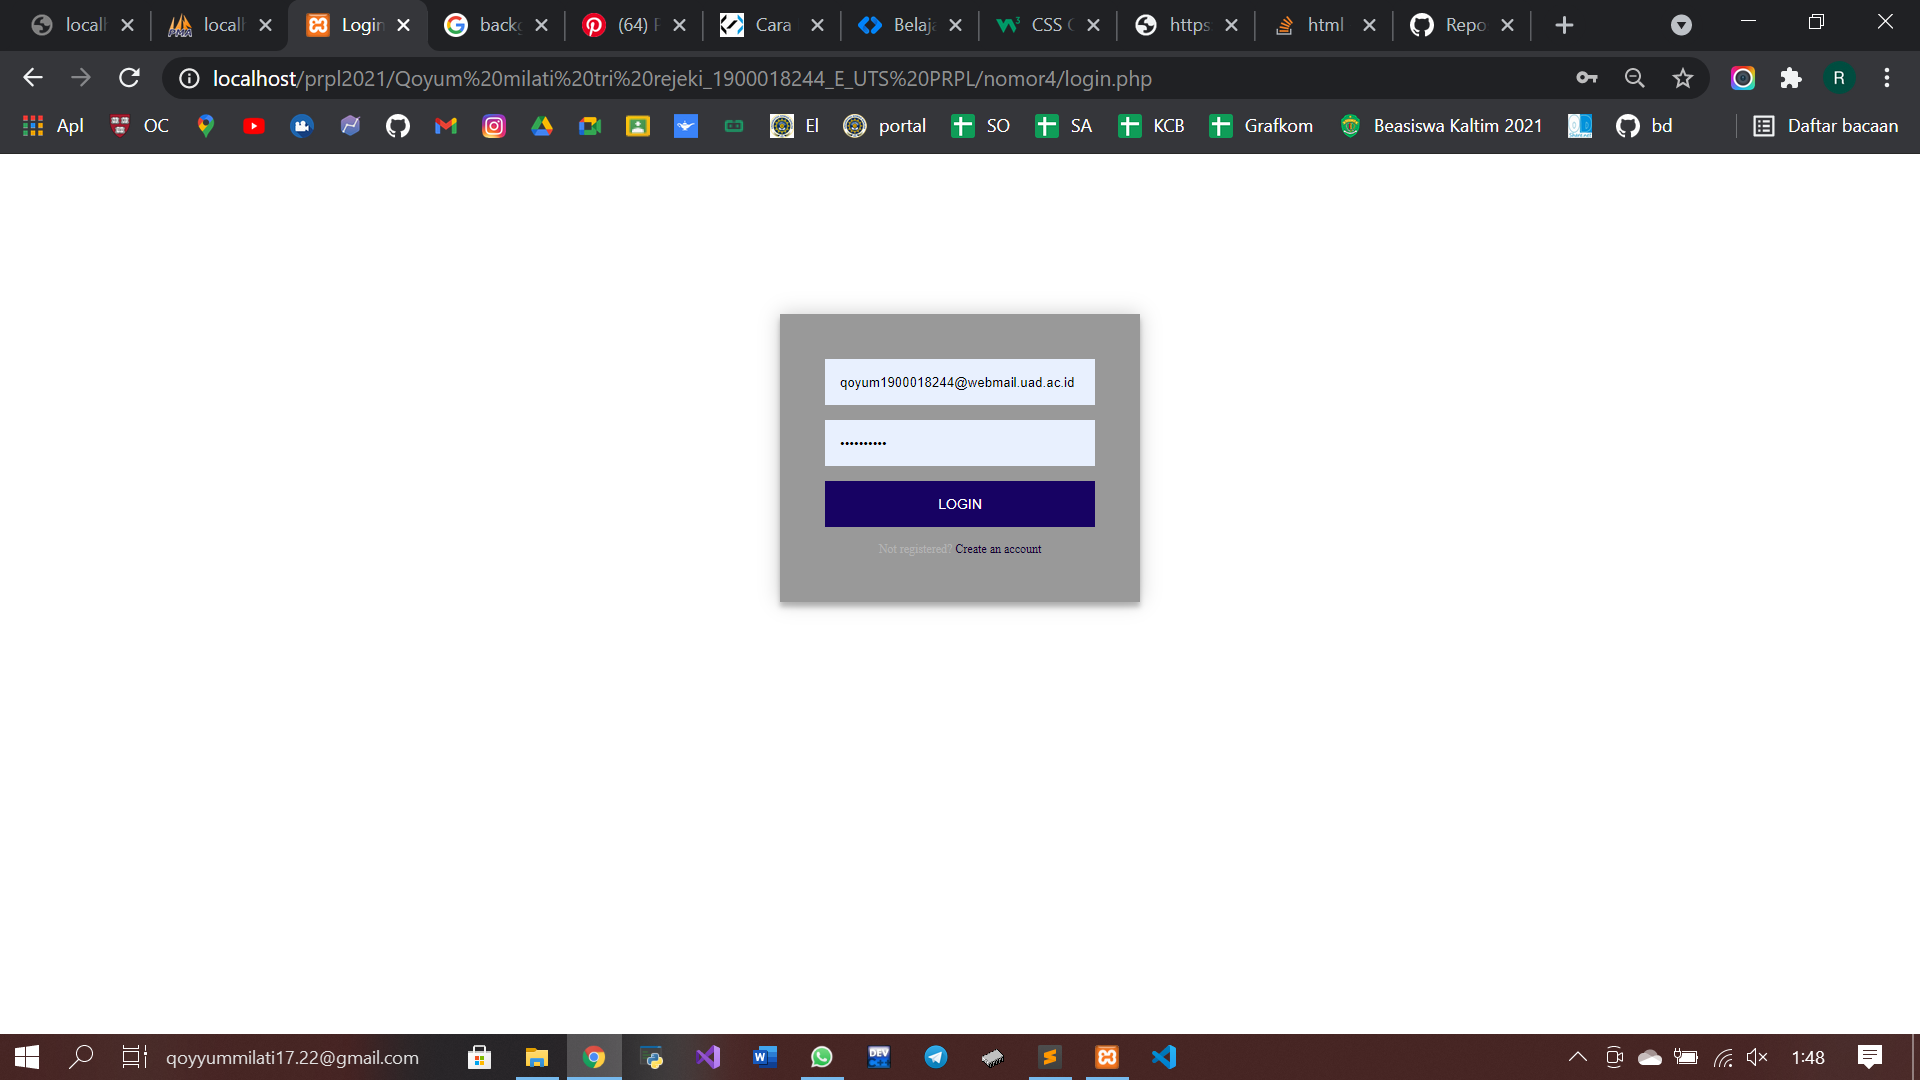 locall
locall
Login
backg
(64) F
Cara
Belaja
CSS C
https
html
Repo
localhost/prpl2021/Qoyum%20milati%20tri%20rejeki_1900018244_E_UTS%20PRPL/nomor4/login.php
R
Apl
OC
El
portal
SO
SA
KCB
Grafkom
Beasiswa Kaltim 2021
bd
Daftar bacaan
qoyum1900018244@webmail.uad.ac.id
LOGIN
Not registered? Create an account
qoyyummilati17.22@gmail.com
1:48